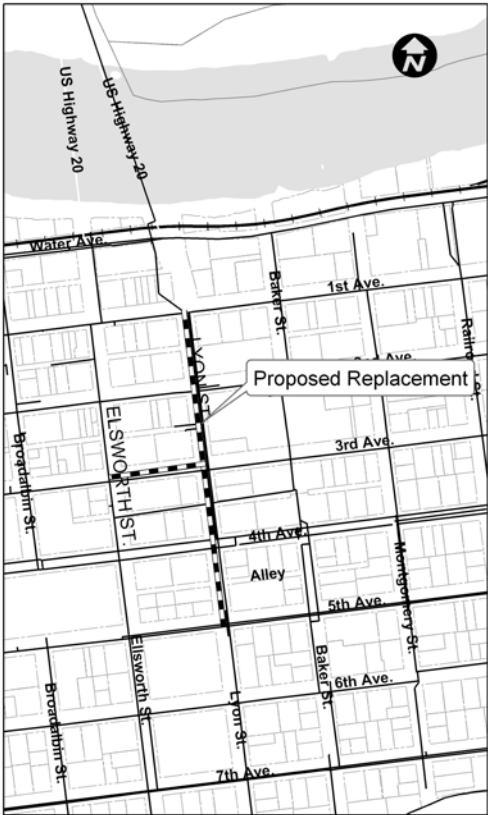 N
US Highway 20
US Highway 20
Water Ave.
Baker St.
1st Ave.
LYON ST.
Proposed Replacement
ELSWORTH ST.
Broadalbin St.
3rd Ave.
4th Ave.
Alley
Montgomery St.
5th Ave.
Ellsworth St.
Baker St.
6th Ave.
Broadalbin St.
Lyon St.
7th Ave.